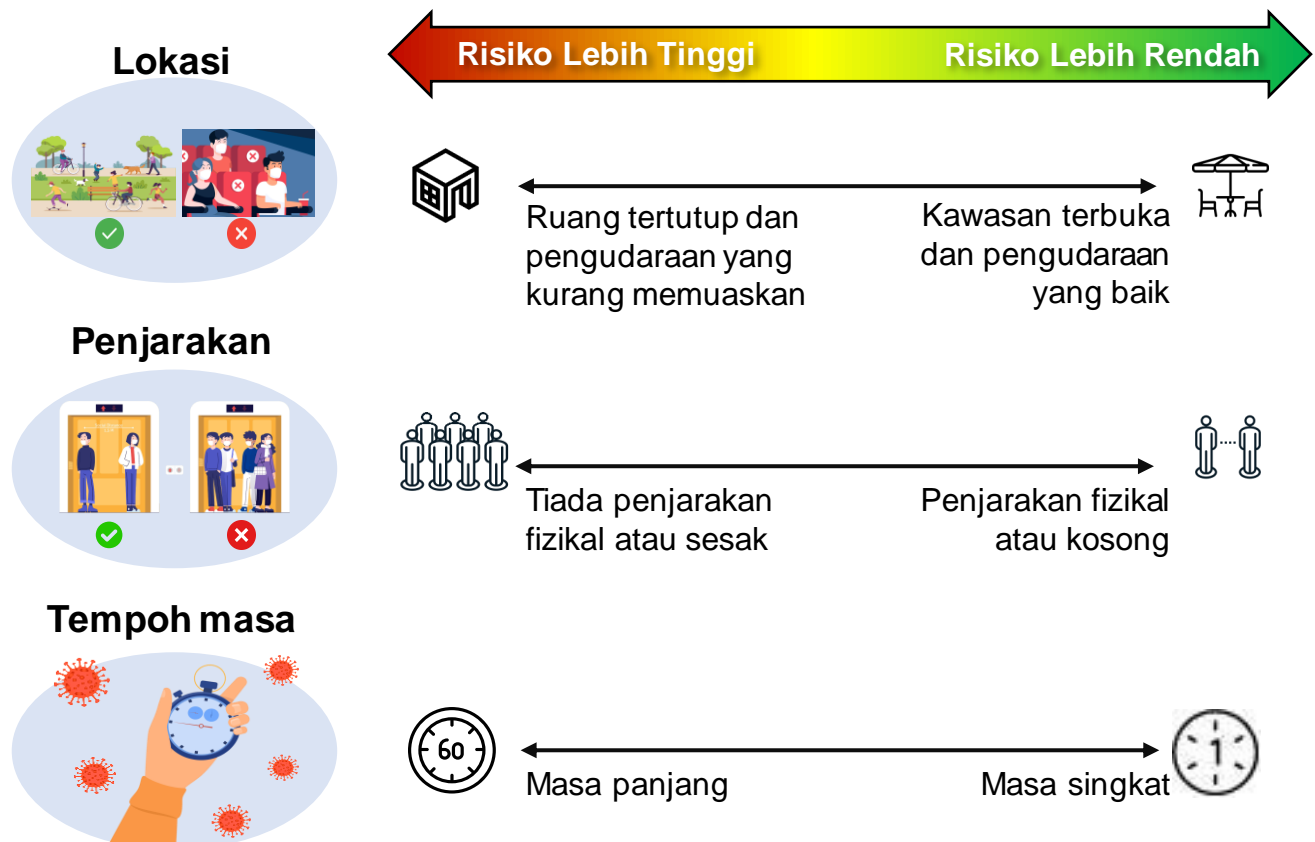 Lokasi
Risiko Lebih Tinggi
Risiko Lebih Rendah
Ruang tertutup dan
pengudaraan yang
kurang memuaskan
Kawasan terbuka
dan pengudaraan
yang baik
Penjarakan
Tiada penjarakan
fizikal atau sesak
Penjarakan fizikal
atau kosong
Tempoh masa
60
Masa panjang
Masa singkat
1